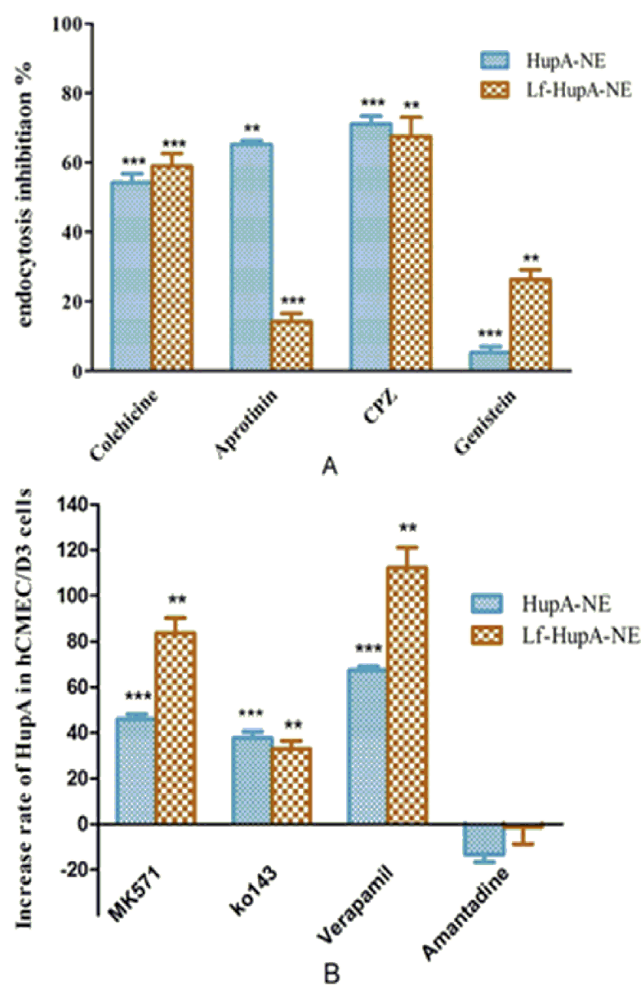 endocytosis inhibitiaon %
100
80
60
40
20
0
HupA-NE
Lf-HupA-NE
***
***
**
***
***
**
***
**
Colchicine
Aprotinin
CPZ
Genistein
A
Increase rate of HupA in hCMEC/D3 cells
140
120
100
80
60
40
20
0
-20
HupA-NE
Lf-HupA-NE
***
**
***
**
***
**
MK571
ko143
Verapamil
Amantadine
B